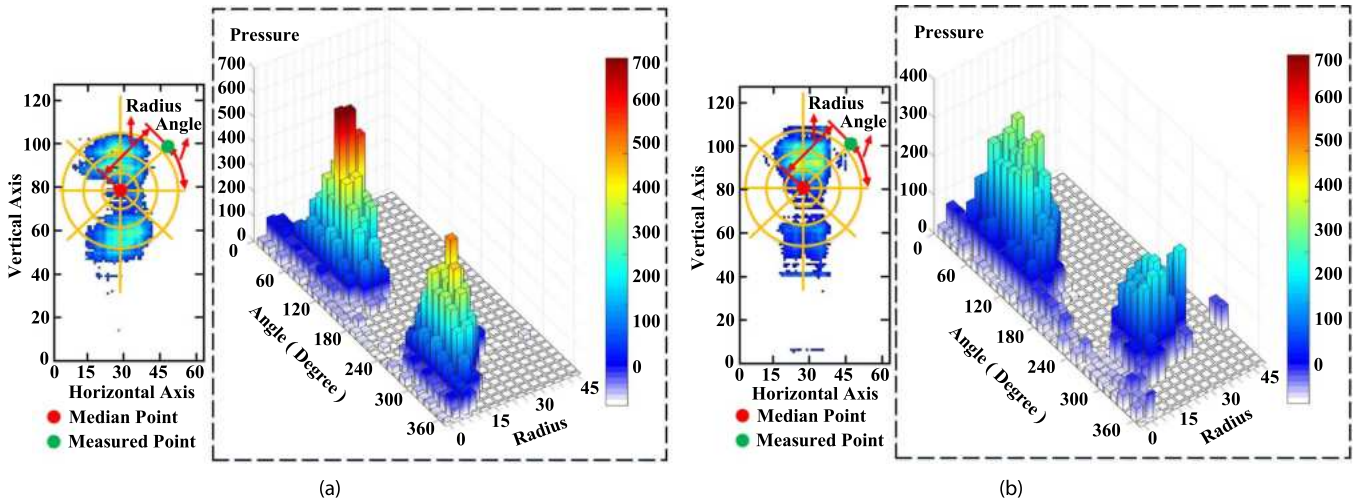 120
100
80
60
40
20
0
0 15 30 45 60
Vertical Axis
Horizontal Axis
Radius
Angle
Median Point
Measured Point
Pressure
700
600
500
400
300
200
100
0
0
60
120
180
240
300
360
Angle ( Degree )
0
15
30
45
Radius
700
600
500
400
300
200
100
0
(a)
120
100
80
60
40
20
0
0 15 30 45 60
Vertical Axis
Horizontal Axis
Radius
Angle
Median Point
Measured Point
Pressure
400
300
200
100
0
0
60
120
180
240
300
360
Angle ( Degree )
0
15
30
45
Radius
700
600
500
400
300
200
100
0
(b)